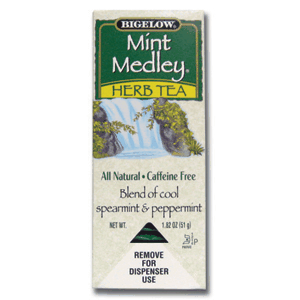 BIGELOW®
Mint
Medley®
HERB TEA
All Natural • Caffeine Free
Blend of cool
spearmint & peppermint
NET WT. 1.82 OZ (51 g)
REMOVE
FOR
DISPENSER
USE